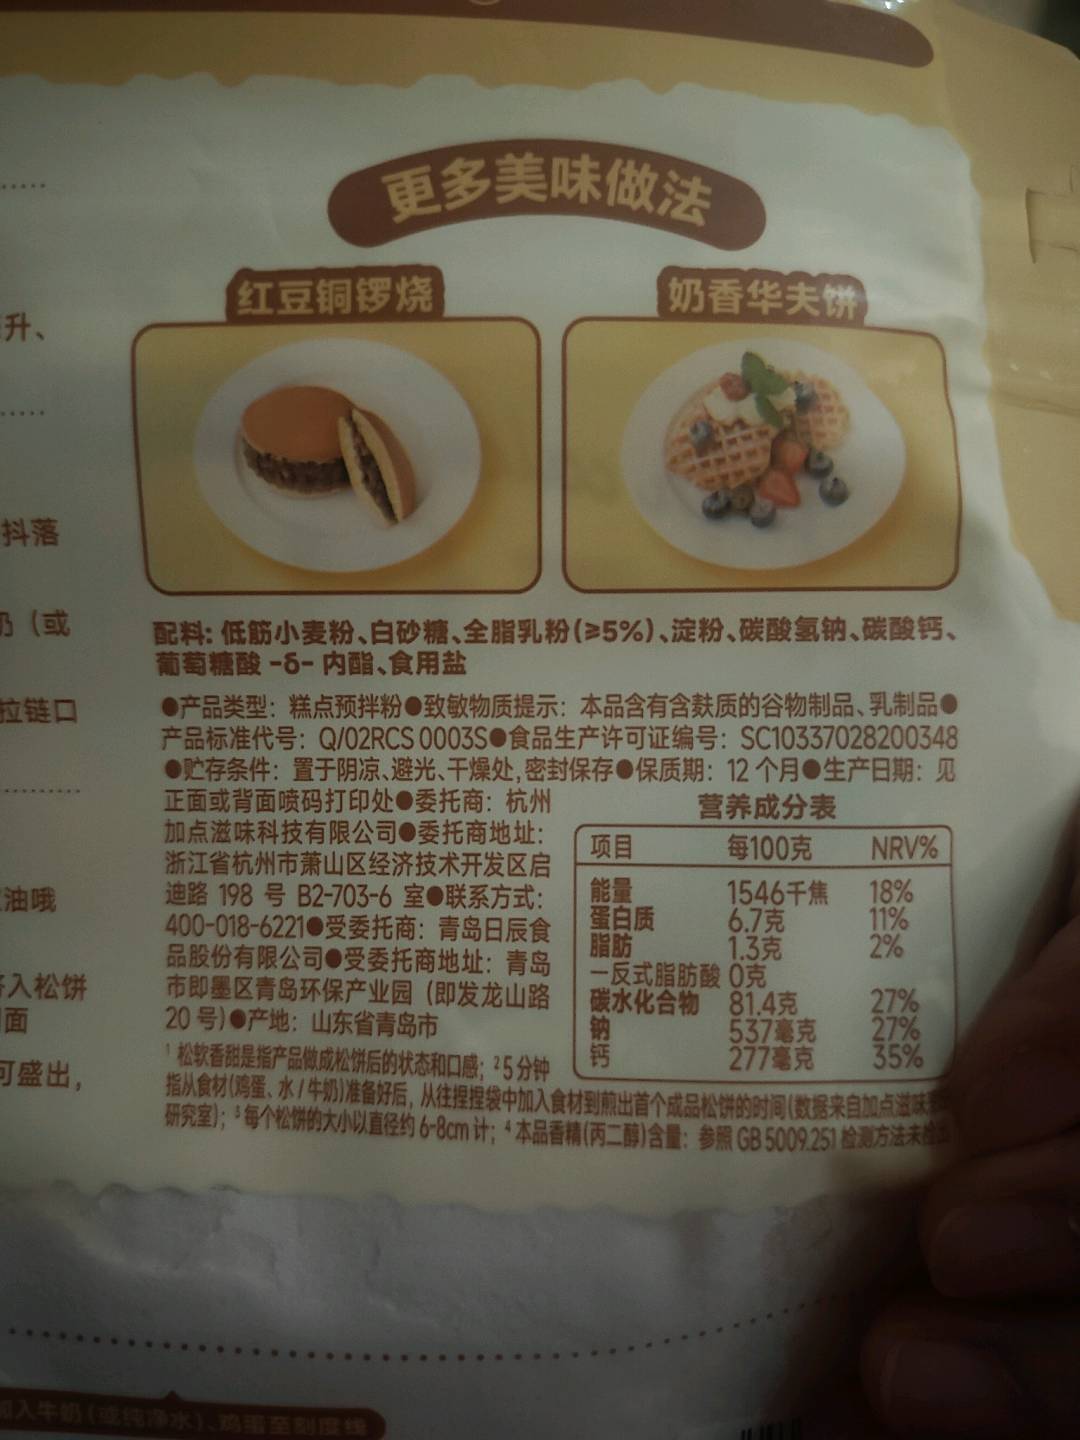 更多美味做法
红豆铜锣烧
奶香华夫饼
升、
抖落
奶（或
拉链口
油哦
入松饼
面
可盛出，
配料：低筋小麦粉、白砂糖、全脂乳粉(≥5%)、淀粉、碳酸氢钠、碳酸钙、
葡萄糖酸-δ-内酯、食用盐
●产品类型：糕点预拌粉●致敏物质提示：本品含有含麸质的谷物制品、乳制品●
产品标准代号：Q/02RCS 0003S●食品生产许可证编号：SC10337028200348
●贮存条件：置于阴凉、避光、干燥处，密封保存●保质期：12个月●生产日期：见
正面或背面喷码打印处●委托商：杭州
加点滋味科技有限公司●委托商地址：
浙江省杭州市萧山区经济技术开发区启
迪路 198 号 B2-703-6 室●联系方式：
400-018-6221●受委托商：青岛日辰食
品股份有限公司●受委托商地址：青岛
市即墨区青岛环保产业园（即发龙山路
20号)●产地：山东省青岛市
营养成分表
项目 每100克 NRV%
能量 1546千焦 18%
蛋白质 6.7克 11%
脂肪 1.3克 2%
—反式脂肪酸 0克
碳水化合物 81.4克 27%
钠 537毫克 27%
钙 277毫克 35%
¹松软香甜是指产品做成松饼后的状态和口感；²5分钟
指从食材(鸡蛋、水/牛奶)准备好后，从往捏捏袋中加入食材到煎出首个成品松饼的时间(数据来自加点滋味
研究室)；³每个松饼的大小以直径约6-8cm计；⁴本品香精(丙二醇)含量：参照GB 5009.251检测方法未检出
加入牛奶(或纯净水)、鸡蛋至刻度线